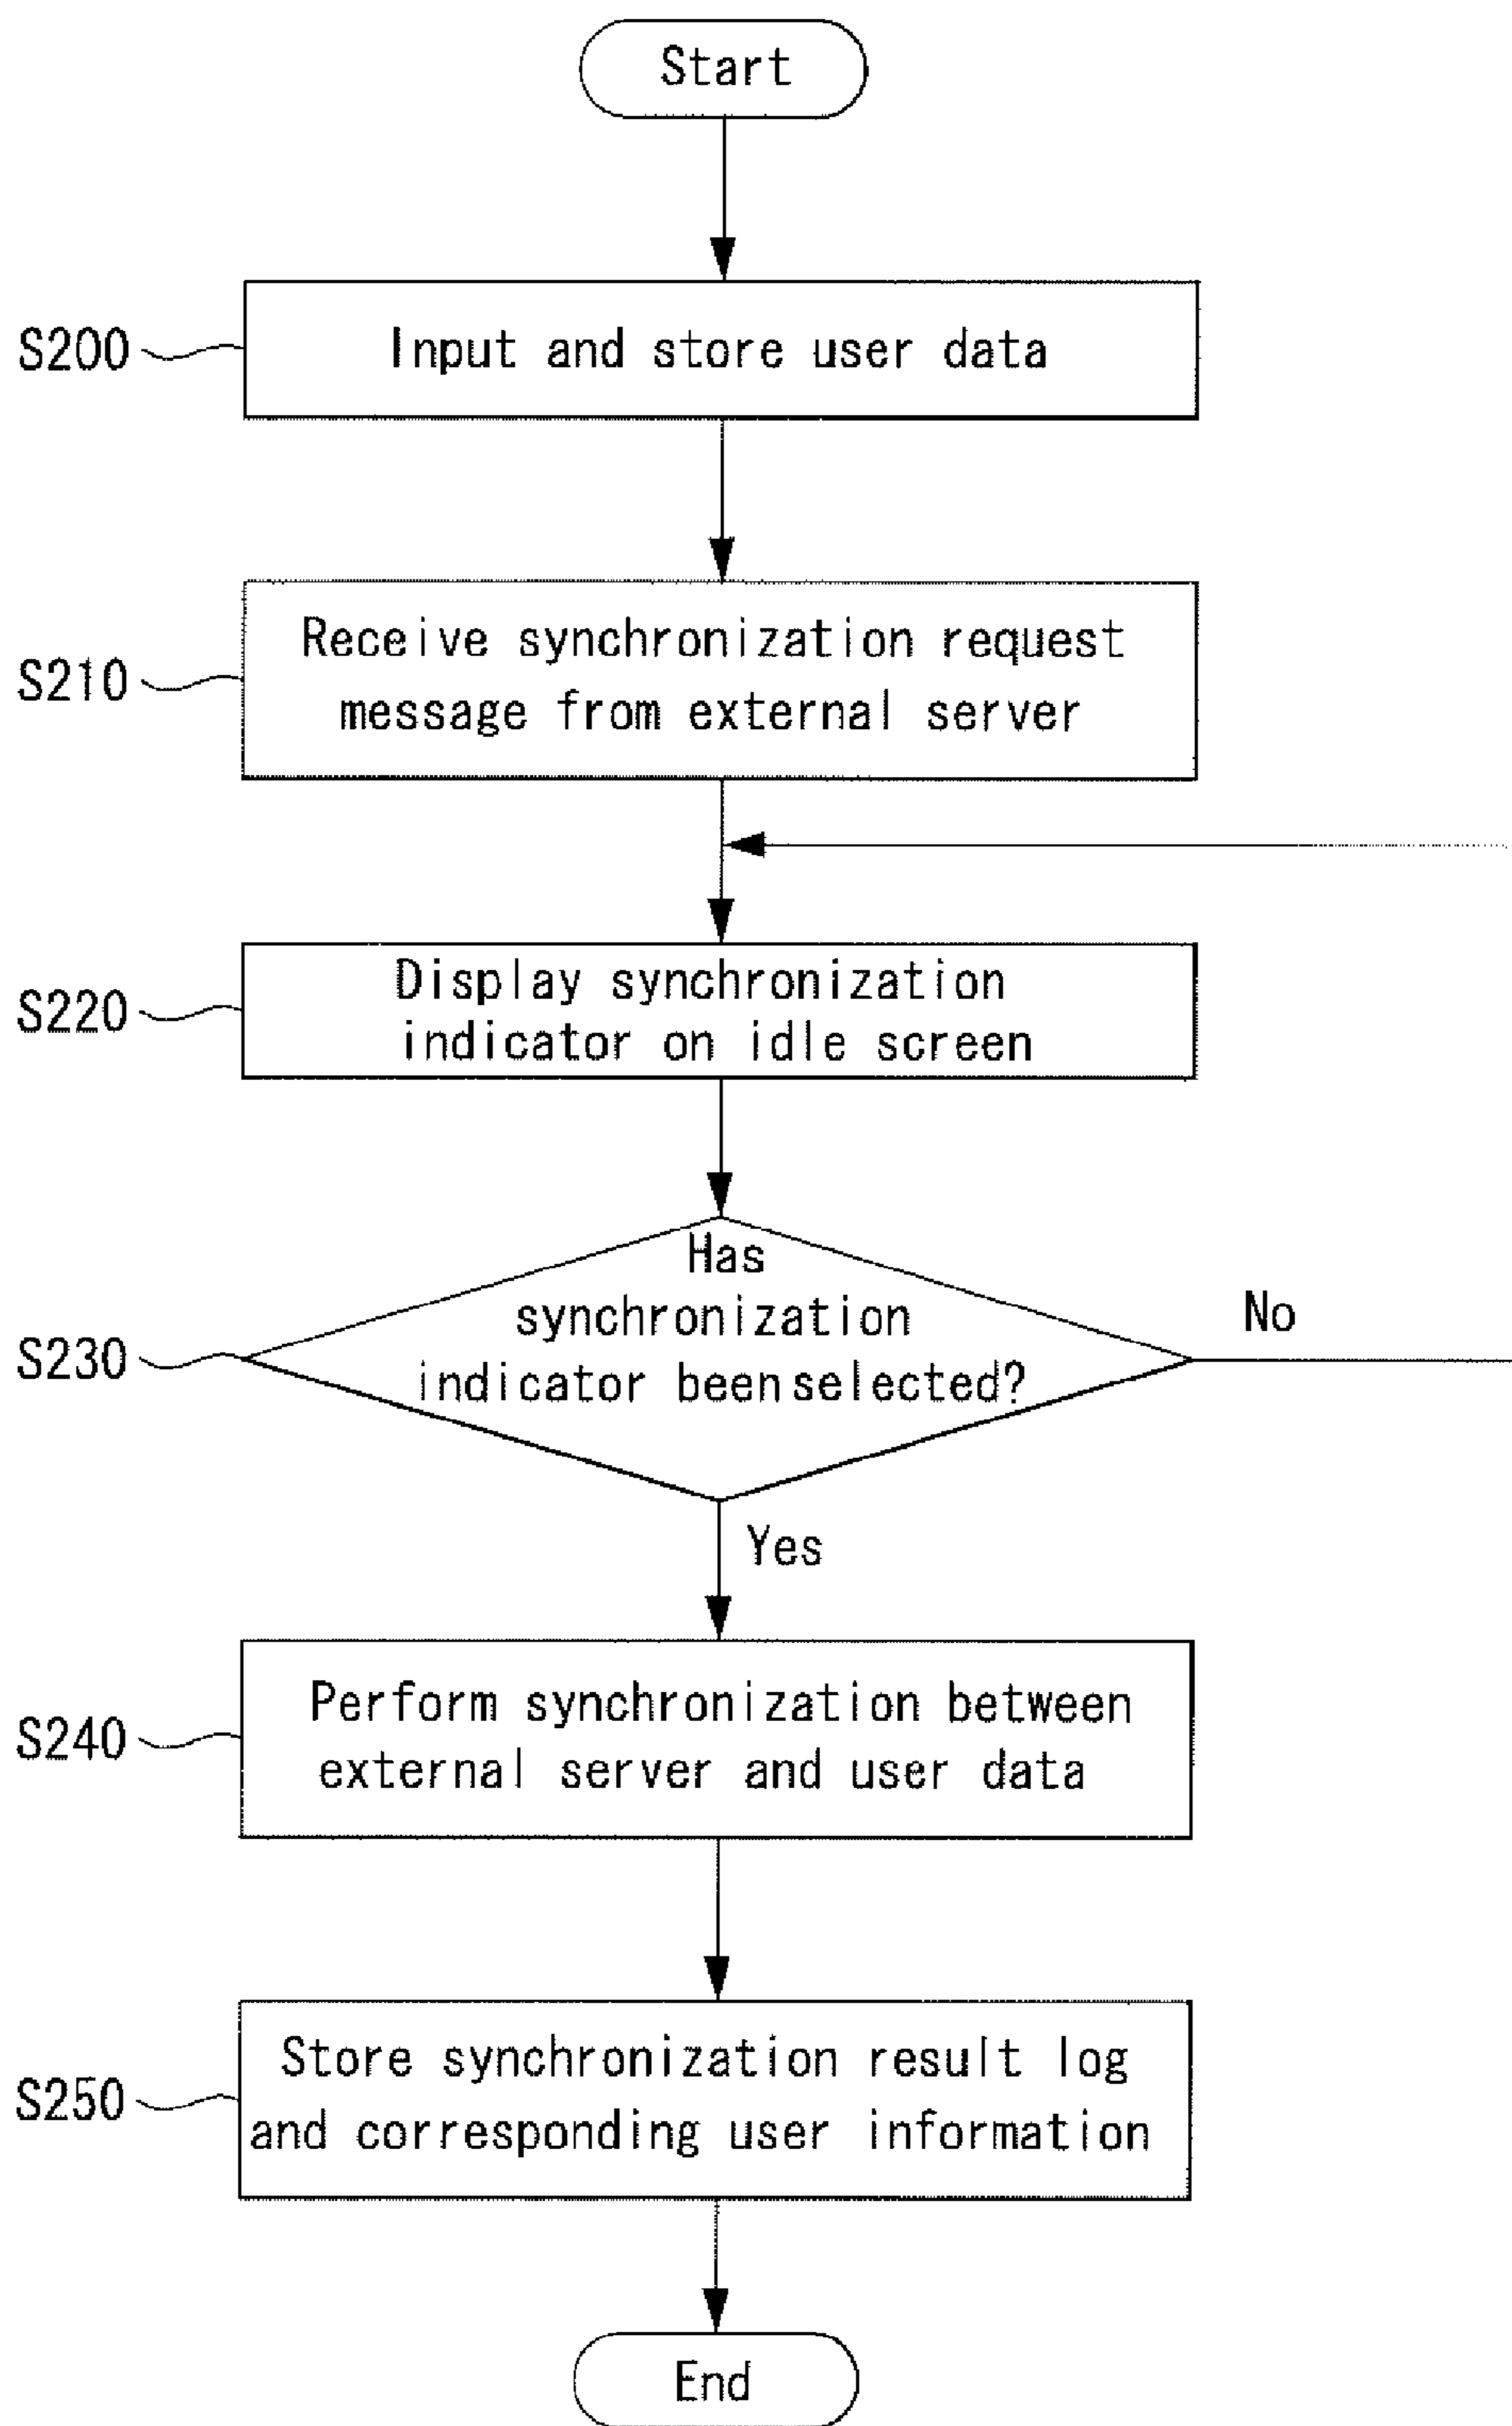 Start
S200
Input and store user data
S210
Receive synchronization request
message from external server
S220
Display synchronization
indicator on idle screen
S230
Has
synchronization
indicator been selected?
No
Yes
S240
Perform synchronization between
external server and user data
S250
Store synchronization result log
and corresponding user information
End